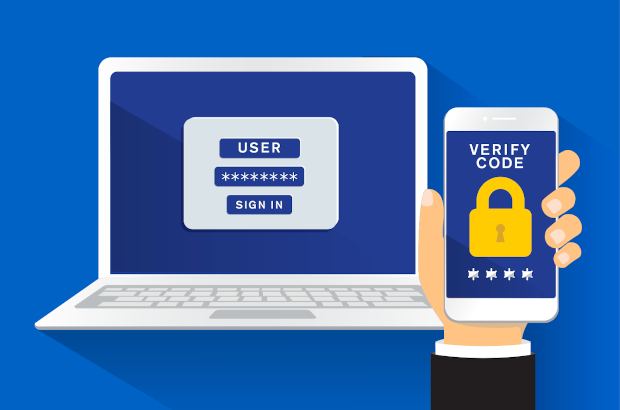 USER
********
SIGN IN
VERIFY
CODE
****